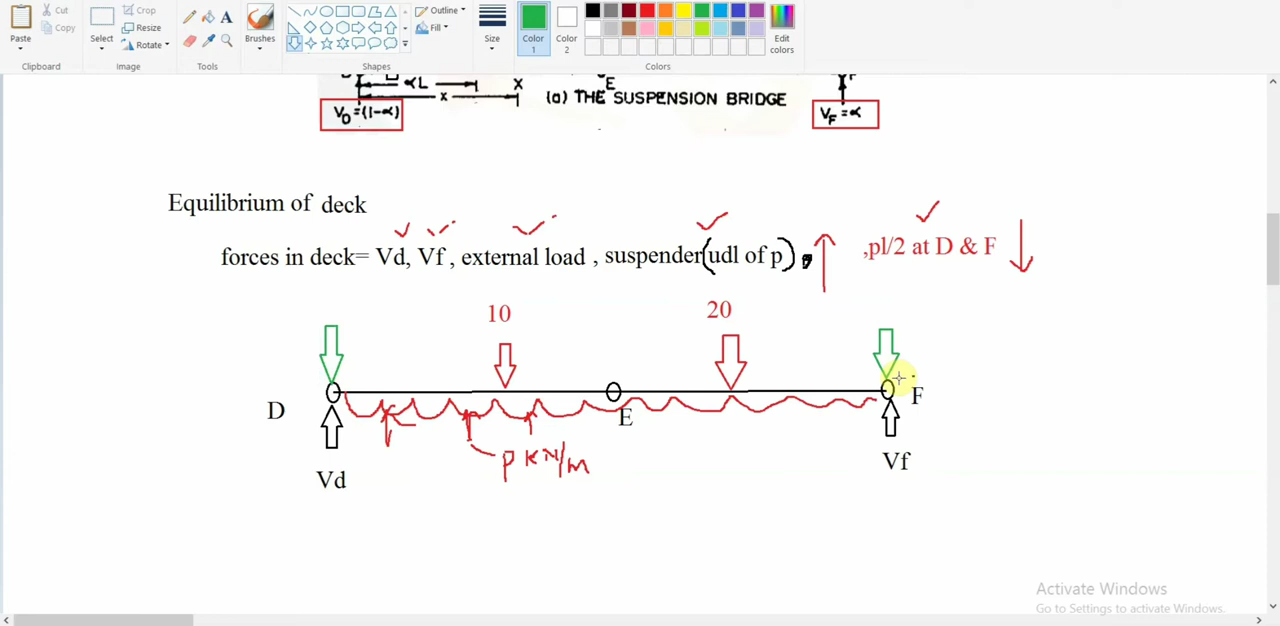 Cut
Crop
Outline
Paste
Copy
Select
Resize
Rotate
Brushes
Fill
Size
Color
1
Color
2
Edit
colors
Clipboard
Image
Tools
Shapes
Colors
αL
X
E
x
(a) THE SUSPENSION BRIDGE
V_D=(1-α)
V_F=α
Equilibrium of deck
forces in deck= Vd, Vf, external load , suspender(udl of p), ,pl/2 at D & F
10
20
D
E
F
P KN/m
Vd
Vf
Activate Windows
Go to Settings to activate Windows.